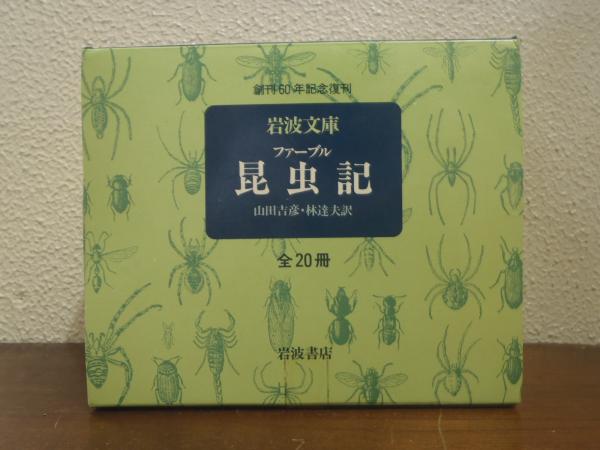 創刊60年記念復刊
岩波文庫
ファーブル
昆虫記
山田吉彦・林達夫訳
全20冊
岩波書店